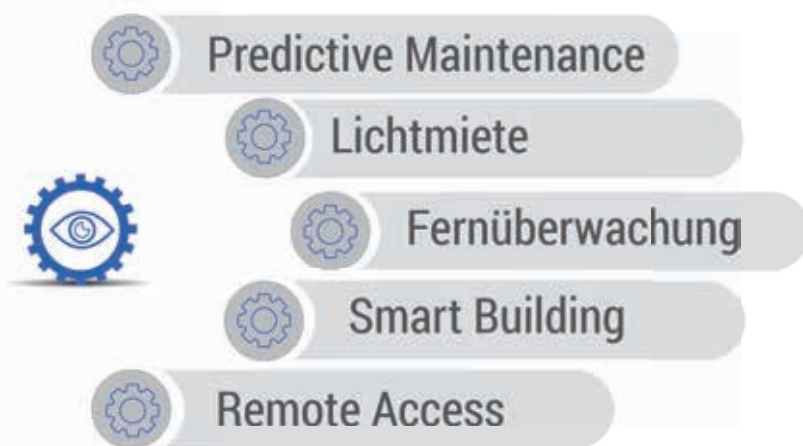 Predictive Maintenance
Lichtmiete
Fernüberwachung
Smart Building
Remote Access